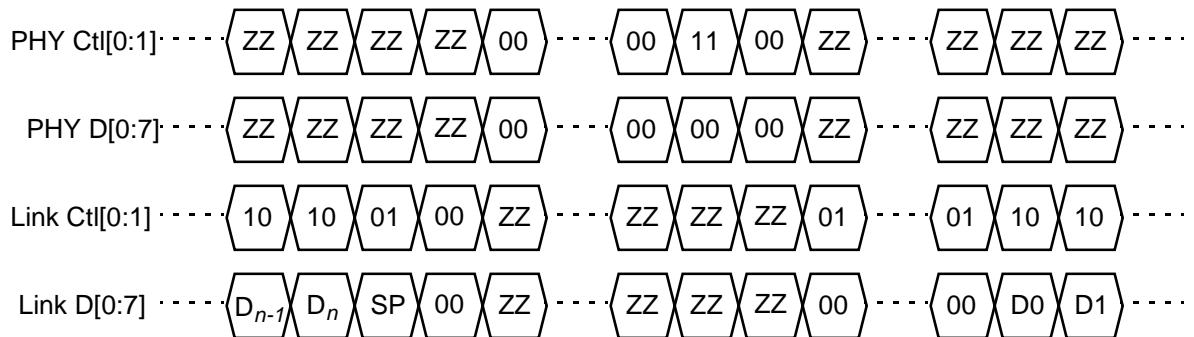 PHY Ctl[0:1] ZZ ZZ ZZ ZZ 00 00 11 00 ZZ ZZ ZZ ZZ
PHY D[0:7] ZZ ZZ ZZ ZZ 00 00 00 00 ZZ ZZ ZZ ZZ
Link Ctl[0:1] 10 10 01 00 ZZ ZZ ZZ ZZ 01 01 10 10
Link D[0:7] Dn-1 Dn SP 00 ZZ ZZ ZZ ZZ 00 00 D0 D1